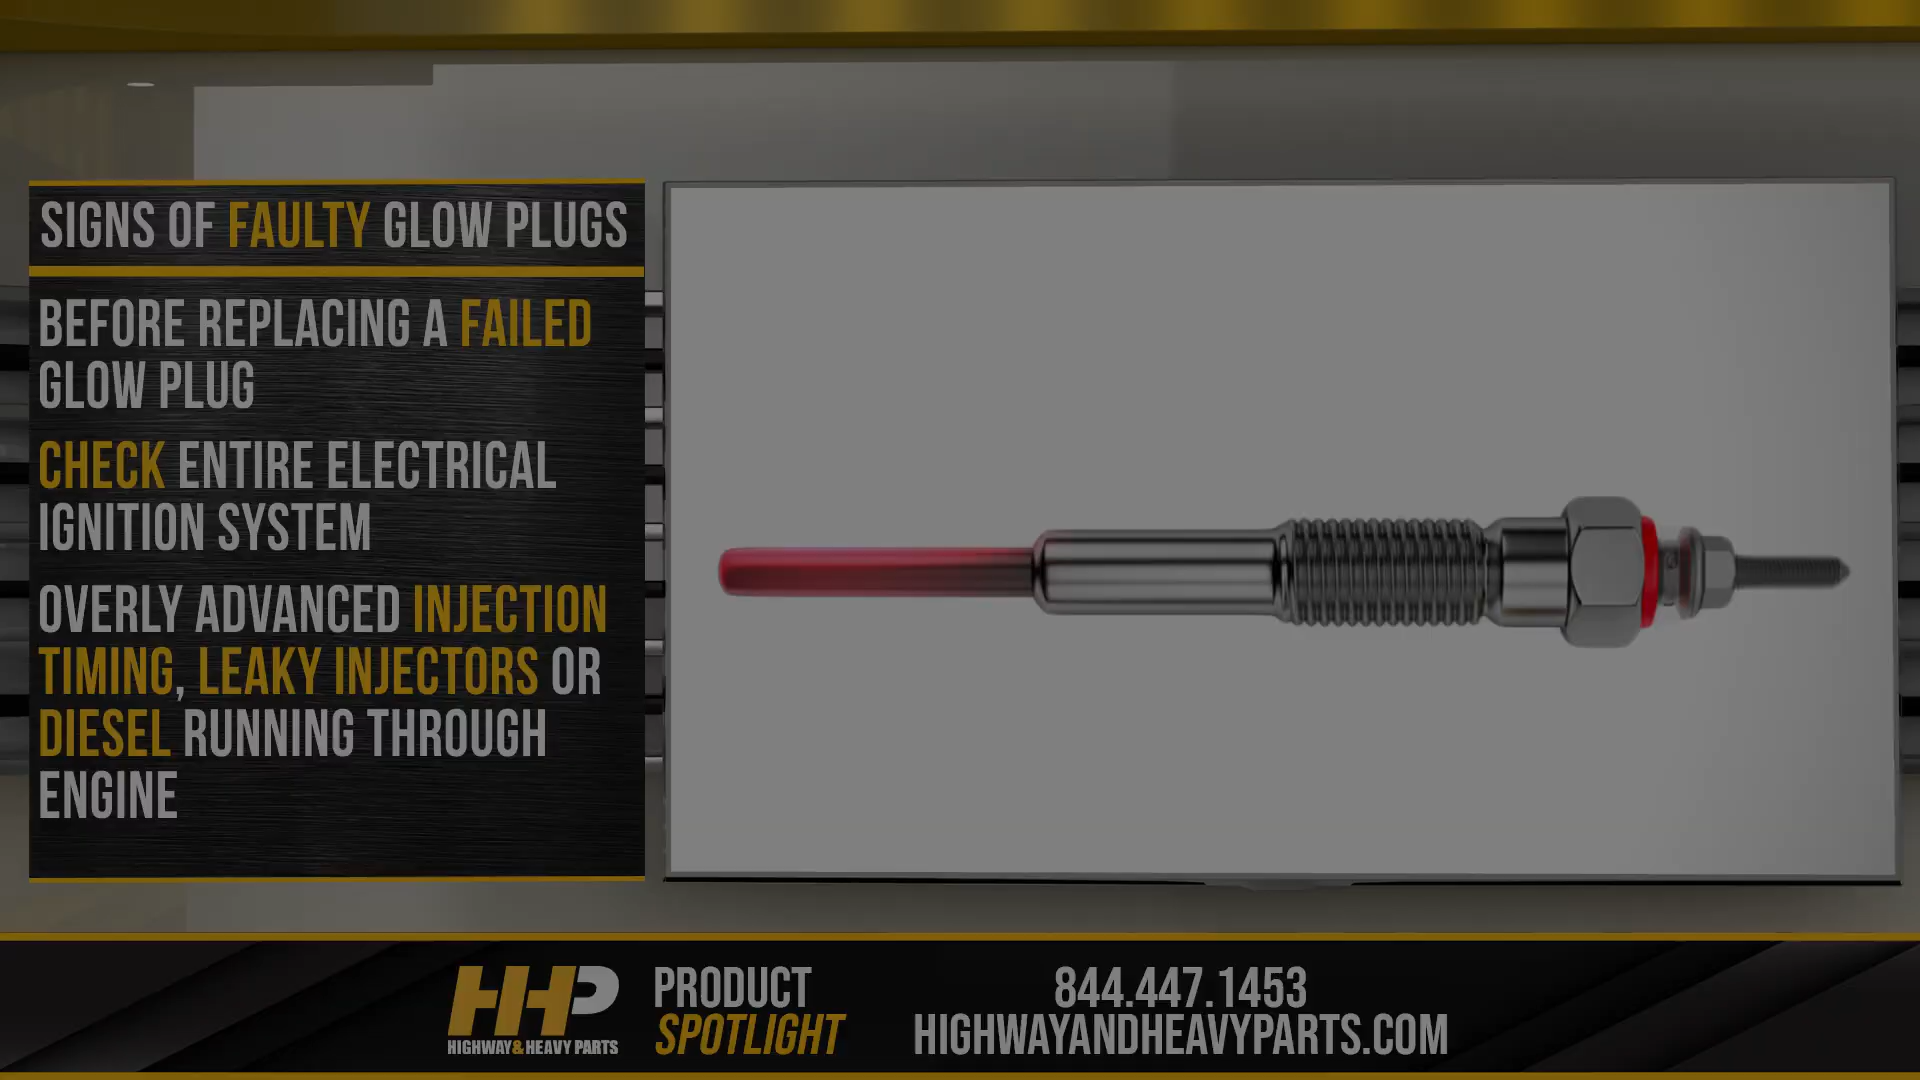 SIGNS OF FAULTY GLOW PLUGS
BEFORE REPLACING A FAILED
GLOW PLUG
CHECK ENTIRE ELECTRICAL
IGNITION SYSTEM
OVERLY ADVANCED INJECTION
TIMING, LEAKY INJECTORS OR
DIESEL RUNNING THROUGH
ENGINE
HHP
HIGHWAY & HEAVY PARTS
PRODUCT
SPOTLIGHT
844.447.1453
HIGHWAYANDHEAVYPARTS.COM